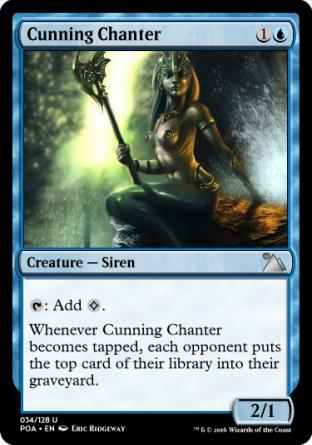 Cunning Chanter 1
Creature — Siren
: Add .
Whenever Cunning Chanter
becomes tapped, each opponent puts
the top card of their library into their
graveyard.
2/1
034/128 U
POA • EN Eric Ridgeway
™ & © 2016 Wizards of the Coast